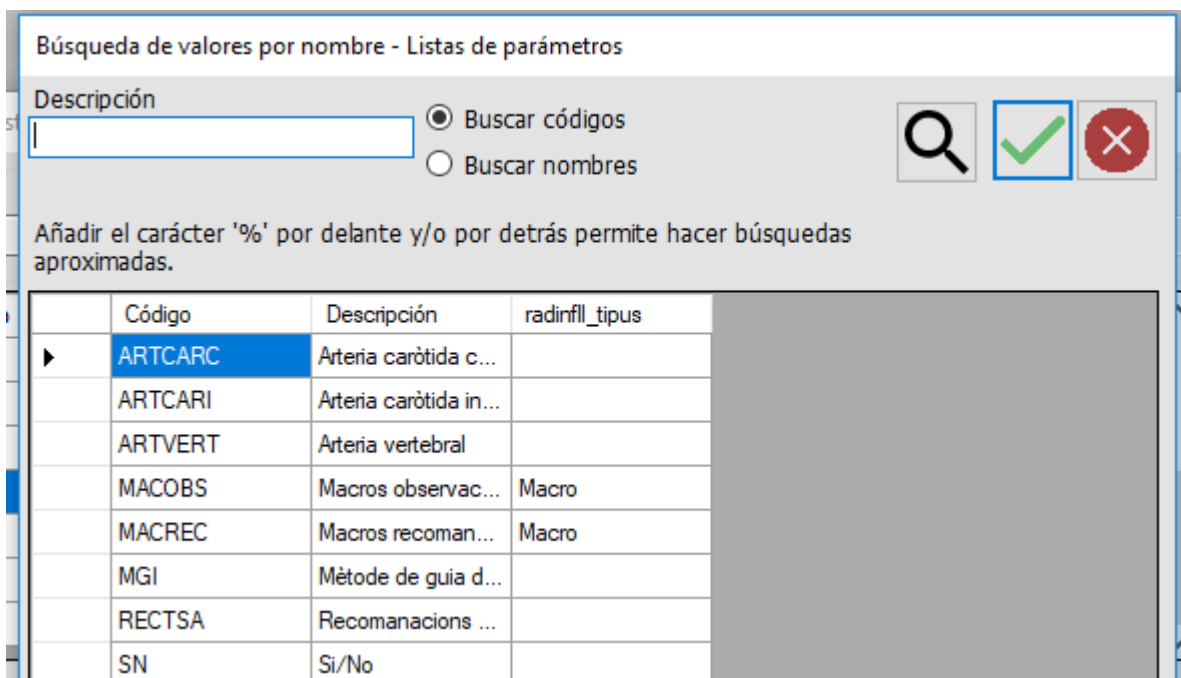 Búsqueda de valores por nombre - Listas de parámetros
Descripción
Buscar códigos
Buscar nombres
Añadir el carácter '%' por delante y/o por detrás permite hacer búsquedas
aproximadas.
Código Descripción radinfll_tipus
ARTCARC Arteria caròtida c...
ARTCARI Arteria caròtida in...
ARTVERT Arteria vertebral
MACOBS Macros observac... Macro
MACREC Macros recoman... Macro
MGI Mètode de guia d...
RECTSA Recomanacions ...
SN Si/No